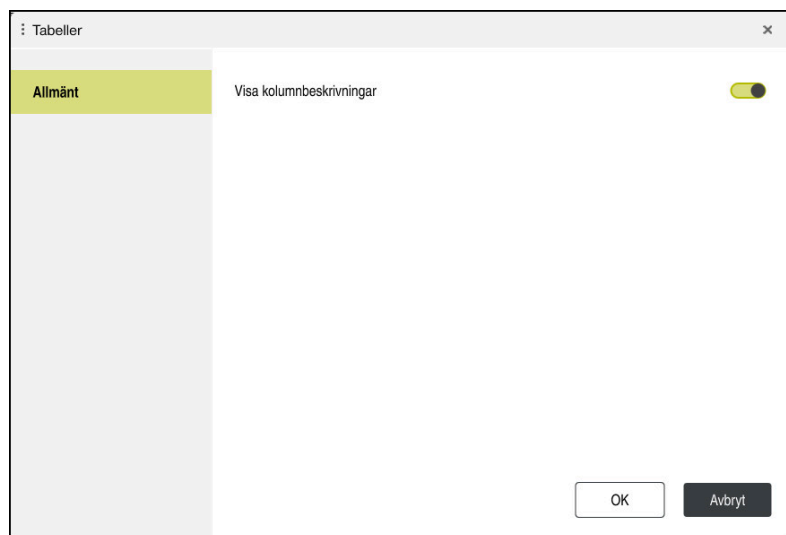 Tabeller
Allmänt
Visa kolumnbeskrivningar
OK
Avbryt